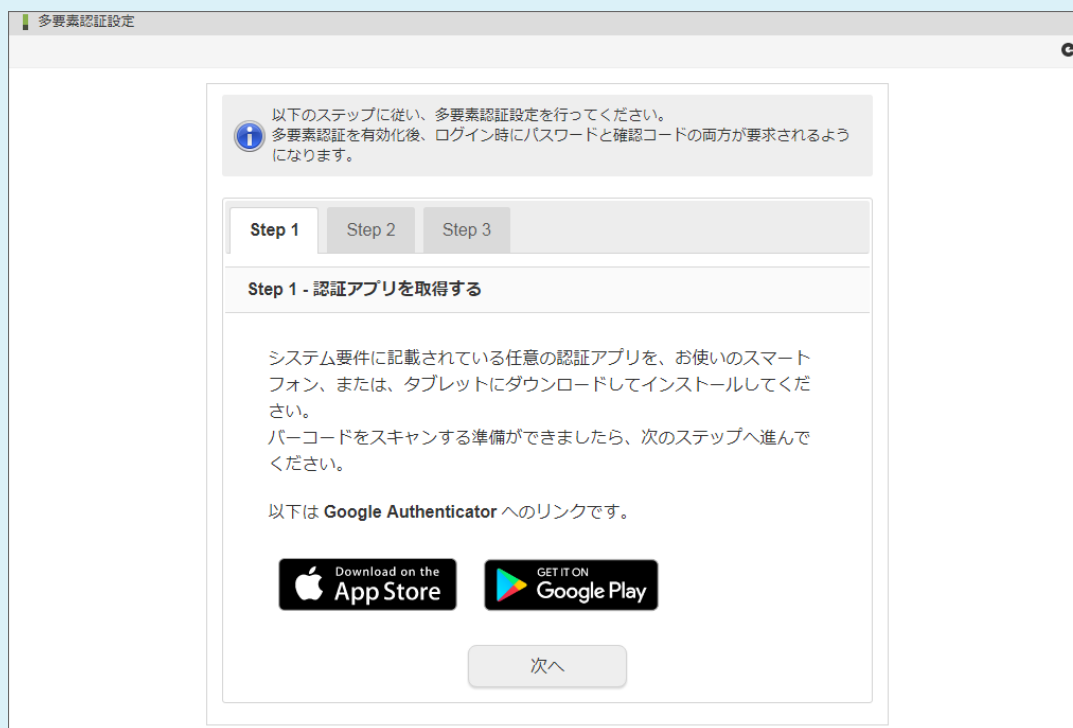 多要素認証設定
以下のステップに従い、多要素認証設定を行ってください。
多要素認証を有効化後、ログイン時にパスワードと確認コードの両方が要求されるよう
になります。
Step 1
Step 2
Step 3
Step 1 - 認証アプリを取得する
システム要件に記載されている任意の認証アプリを、お使いのスマート
フォン、または、タブレットにダウンロードしてインストールしてくだ
さい。
バーコードをスキャンする準備ができましたら、次のステップへ進んで
ください。
以下は Google Authenticator へのリンクです。
Download on the
App Store
GET IT ON
Google Play
次へ